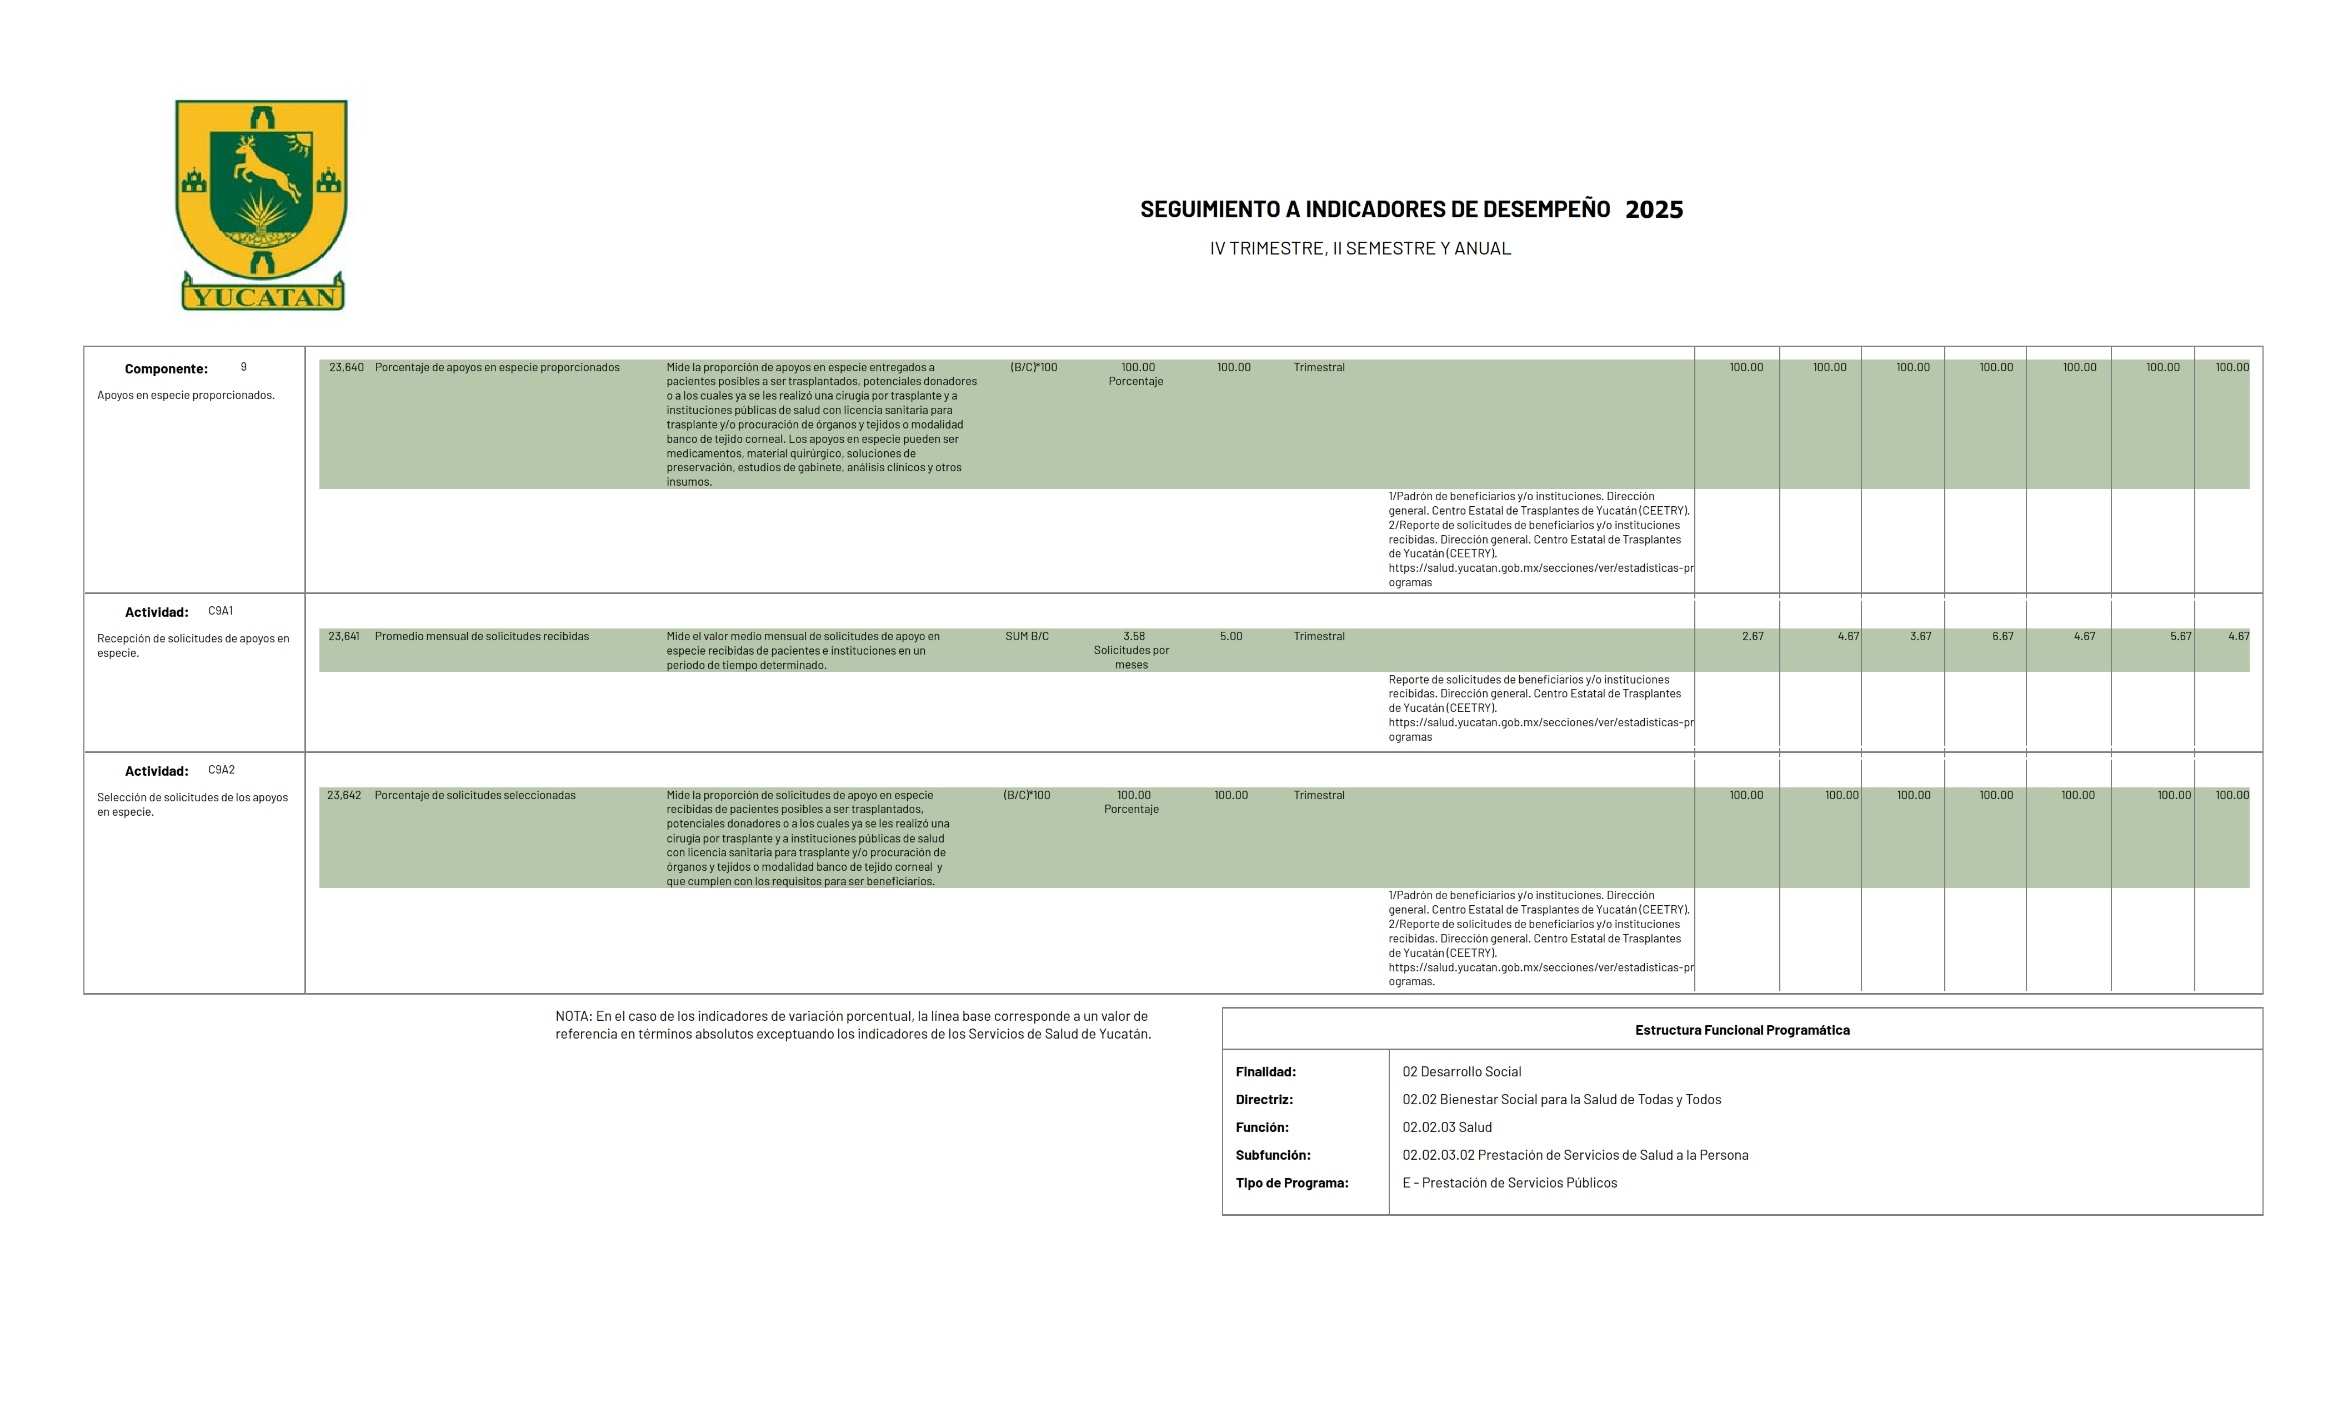 YUCATAN
SEGUIMIENTO A INDICADORES DE DESEMPEÑO 2025
IV TRIMESTRE, II SEMESTRE Y ANUAL
Componente: 9
Apoyos en especie proporcionados.
23,640 Porcentaje de apoyos en especie proporcionados
Mide la proporción de apoyos en especie entregados a
pacientes posibles a ser trasplantados, potenciales donadores
o a los cuales ya se les realizó una cirugía por trasplante y a
instituciones públicas de salud con licencia sanitaria para
trasplante y/o procuración de órganos y tejidos o modalidad
banco de tejido corneal. Los apoyos en especie pueden ser
medicamentos, material quirúrgico, soluciones de
preservación, estudios de gabinete, análisis clínicos y otros
insumos.
(B/C)*100
100.00
Porcentaje
100.00
Trimestral
100.00 100.00 100.00 100.00 100.00 100.00 100.00
1/Padrón de beneficiarios y/o instituciones. Dirección
general. Centro Estatal de Trasplantes de Yucatán (CEETRY).
2/Reporte de solicitudes de beneficiarios y/o instituciones
recibidas. Dirección general. Centro Estatal de Trasplantes
de Yucatán (CEETRY).
https://salud.yucatan.gob.mx/secciones/ver/estadisticas-pr
ogramas
Actividad: C9A1
Recepción de solicitudes de apoyos en
especie.
23,641 Promedio mensual de solicitudes recibidas
Mide el valor medio mensual de solicitudes de apoyo en
especie recibidas de pacientes e instituciones en un
periodo de tiempo determinado.
SUM B/C
3.58
Solicitudes por
meses
5.00
Trimestral
2.67 4.67 3.67 6.67 4.67 5.67 4.67
Reporte de solicitudes de beneficiarios y/o instituciones
recibidas. Dirección general. Centro Estatal de Trasplantes
de Yucatán (CEETRY).
https://salud.yucatan.gob.mx/secciones/ver/estadisticas-pr
ogramas
Actividad: C9A2
Selección de solicitudes de los apoyos
en especie.
23,642 Porcentaje de solicitudes seleccionadas
Mide la proporción de solicitudes de apoyo en especie
recibidas de pacientes posibles a ser trasplantados,
potenciales donadores o a los cuales ya se les realizó una
cirugía por trasplante y a instituciones públicas de salud
con licencia sanitaria para trasplante y/o procuración de
órganos y tejidos o modalidad banco de tejido corneal y
que cumplen con los requisitos para ser beneficiarios.
(B/C)*100
100.00
Porcentaje
100.00
Trimestral
100.00 100.00 100.00 100.00 100.00 100.00 100.00
1/Padrón de beneficiarios y/o instituciones. Dirección
general. Centro Estatal de Trasplantes de Yucatán (CEETRY).
2/Reporte de solicitudes de beneficiarios y/o instituciones
recibidas. Dirección general. Centro Estatal de Trasplantes
de Yucatán (CEETRY).
https://salud.yucatan.gob.mx/secciones/ver/estadisticas-pr
ogramas.
NOTA: En el caso de los indicadores de variación porcentual, la línea base corresponde a un valor de
referencia en términos absolutos exceptuando los indicadores de los Servicios de Salud de Yucatán.
Estructura Funcional Programática
Finalidad: 02 Desarrollo Social
Directriz: 02.02 Bienestar Social para la Salud de Todas y Todos
Función: 02.02.03 Salud
Subfunción: 02.02.03.02 Prestación de Servicios de Salud a la Persona
Tipo de Programa: E - Prestación de Servicios Públicos